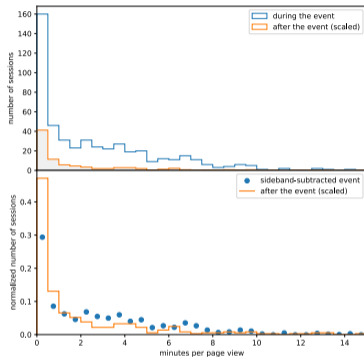 160
140
120
100
80
60
40
20
0
number of sessions
during the event
after the event (scaled)
0.4
0.3
0.2
0.1
0.0
normalized number of sessions
sideband-subtracted event
after the event (scaled)
0 2 4 6 8 10 12 14
minutes per page view